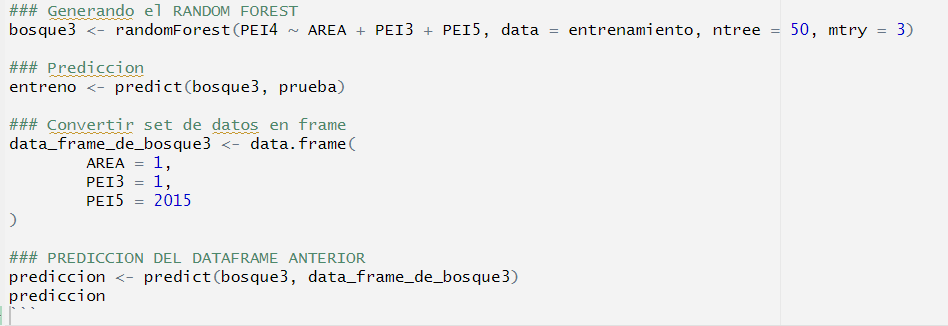 ### Generando el RANDOM FOREST
bosque3 <- randomForest(PEI4 ~ AREA + PEI3 + PEI5, data = entrenamiento, ntree = 50, mtry = 3)
### Prediccion
entreno <- predict(bosque3, prueba)
### Convertir set de datos en frame
data_frame_de_bosque3 <- data.frame(
        AREA = 1,
        PEI3 = 1,
        PEI5 = 2015
)
### PREDICCION DEL DATAFRAME ANTERIOR
prediccion <- predict(bosque3, data_frame_de_bosque3)
prediccion
```